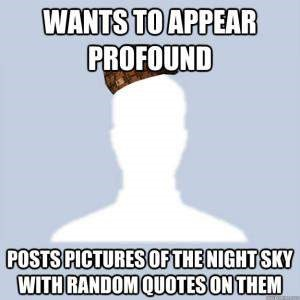 WANTS TO APPEAR
PROFOUND
POSTS PICTURES OF THE NIGHT SKY
WITH RANDOM QUOTES ON THEM